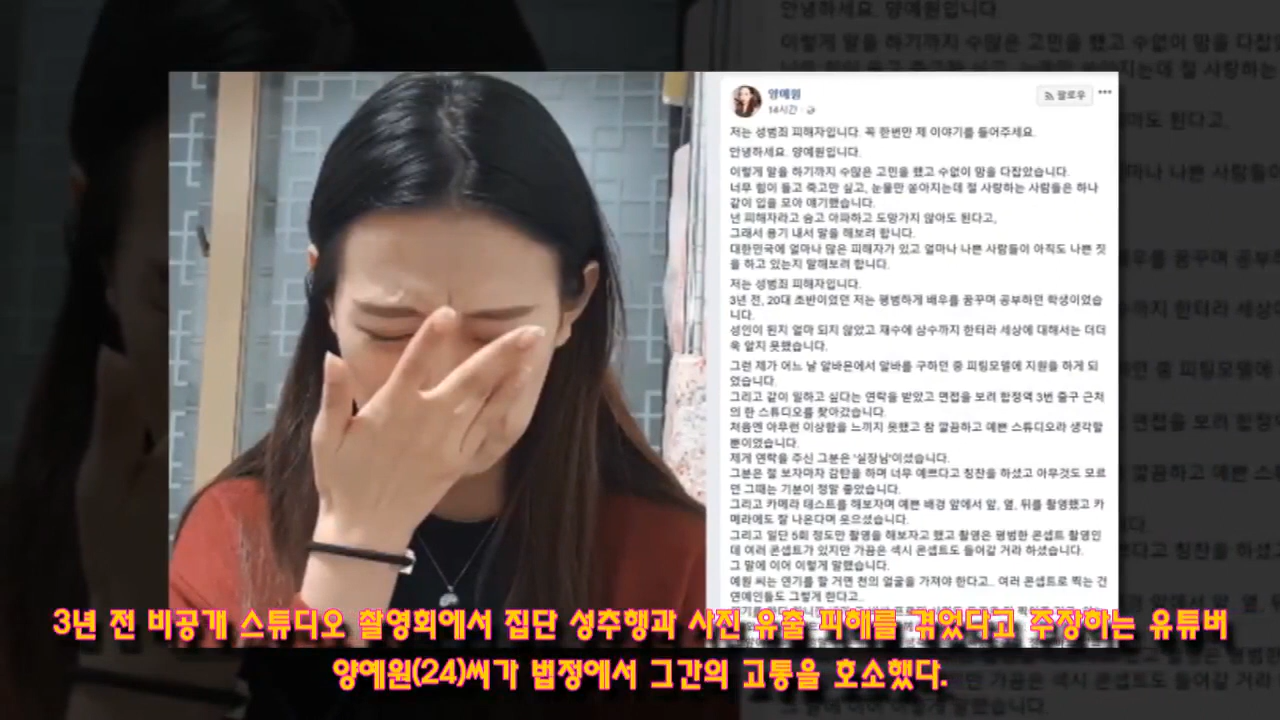 안녕하세요. 양예원입니다
이렇게 말을 하기까지 수많은 고민을 했고 수없이 맘을 다잡
양예원
14시간
팔로우
저는 성범죄 피해자입니다. 꼭 한번만 제 이야기를 들어주세요.
안녕하세요. 양예원입니다.
이렇게 말을 하기까지 수많은 고민을 했고 수없이 맘을 다잡았습니다.
너무 힘이 들고 죽고만 싶고, 눈물만 쏟아지는데 절 사랑하는 사람들은 하나
같이 입을 모아 얘기했습니다.
넌 피해자라고 숨고 아파하고 도망가지 않아도 된다고,
그래서 용기 내서 말을 해보려 합니다.
대한민국에 얼마나 많은 피해자가 있고 얼마나 나쁜 사람들이 아직도 나쁜 짓
을 하고 있는지 말해보려 합니다.
저는 성범죄 피해자입니다.
3년 전, 20대 초반이었던 저는 평범하게 배우를 꿈꾸며 공부하던 학생이었습
니다.
성인이 된지 얼마 되지 않았고 재수에 삼수까지 한터라 세상에 대해서는 더더
욱 알지 못했습니다.
그런 제가 어느 날 알바몬에서 알바를 구하던 중 피팅모델에 지원을 하게 되
었습니다.
그리고 같이 일하고 싶다는 연락을 받았고 면접을 보러 합정역 3번 출구 근처
의 한 스튜디오를 찾아갔습니다.
처음엔 아무런 이상함을 느끼지 못했고 참 깔끔하고 예쁜 스튜디오라 생각할
뿐이었습니다.
제게 연락을 주신 그분은 '실장님'이셨습니다.
그분은 절 보자마자 감탄을 하며 너무 예쁘다고 칭찬을 하셨고 아무것도 모르
던 그때는 기분이 정말 좋았습니다.
그리고 카메라 테스트를 해보자며 예쁜 배경 앞에서 앞, 옆, 뒤를 촬영했고 카
메라에도 잘 나온다며 웃으셨습니다.
그리고 일단 5회 정도만 촬영을 해보자고 했고 촬영은 평범한 콘셉트 촬영인
데 여러 콘셉트가 있지만 가끔은 섹시 콘셉트도 들어갈 거라 하셨습니다.
그 말에 이어 이렇게 말했습니다.
예원 씨는 연기를 할 거면 천의 얼굴을 가져야 한다고.. 여러 콘셉트로 찍는 건
연예인들도 그렇게 한다고..
3년 전 비공개 스튜디오 촬영회에서 집단 성추행과 사진 유출 피해를 겪었다고 주장하는 유튜버
양예원(24)씨가 법정에서 그간의 고통을 호소했다.